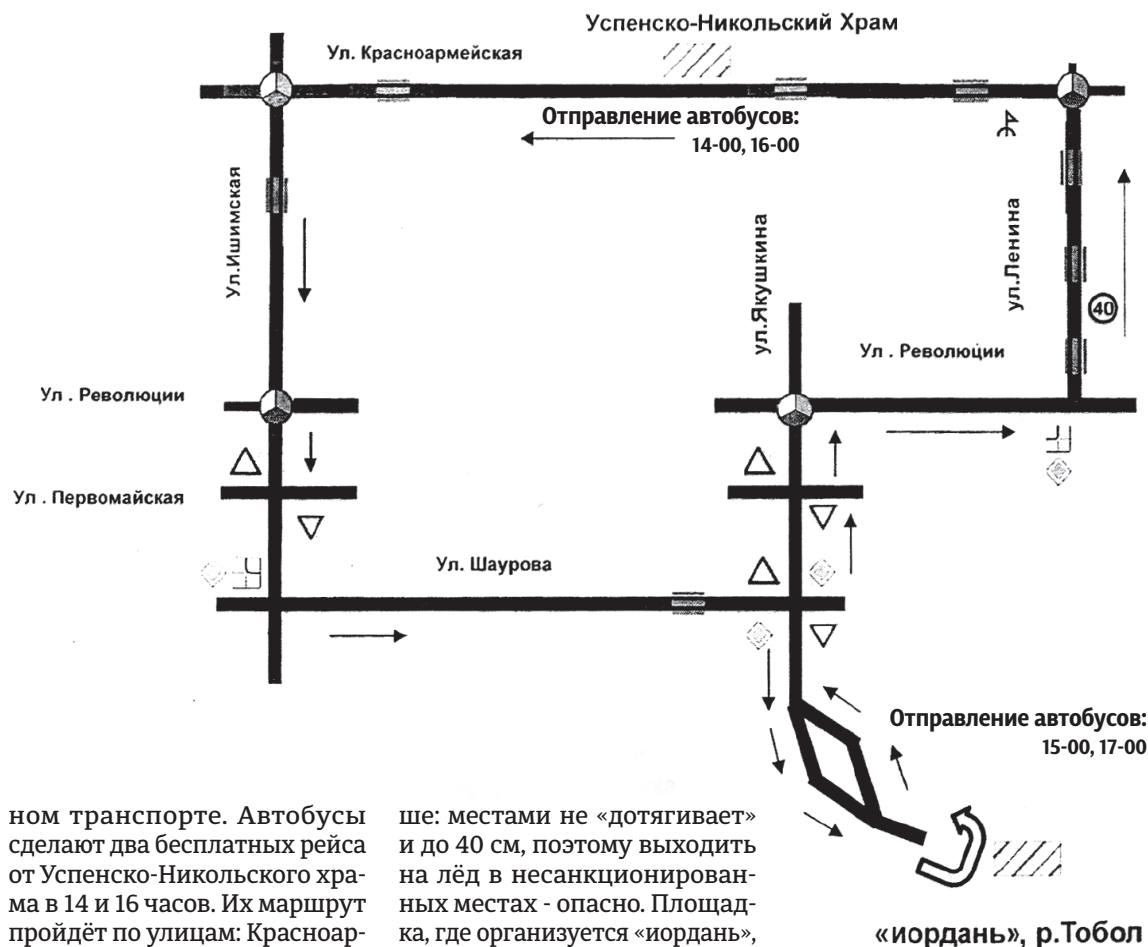 Успенско-Никольский Храм
Ул. Красноармейская
Отправление автобусов:
14-00, 16-00
Ул.Ишимская
ул.Якушкина
ул.Ленина
40
Ул . Революции
Ул . Революции
Ул . Первомайская
Ул. Шаурова
Отправление автобусов:
15-00, 17-00
«иордань», р.Тобол
ном транспорте. Автобусы
сделают два бесплатных рейса
от Успенско-Никольского хра-
ма в 14 и 16 часов. Их маршрут
пройдёт по улицам: Красноар-
ше: местами не «дотягивает»
и до 40 см, поэтому выходить
на лёд в несанкционирован-
ных местах - опасно. Площад-
ка, где организуется «иордань»,